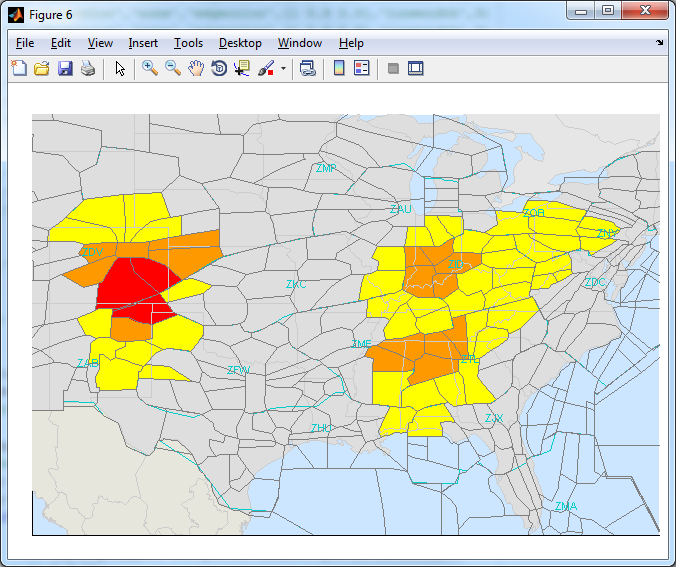 Figure 6
File Edit View Insert Tools Desktop Window Help
ZMP
ZAU
ZOB
ZNY
ZDV
ZKC
ZDC
ZAB
ZFW
ZME
ZTL
ZHU
ZJX
ZMA